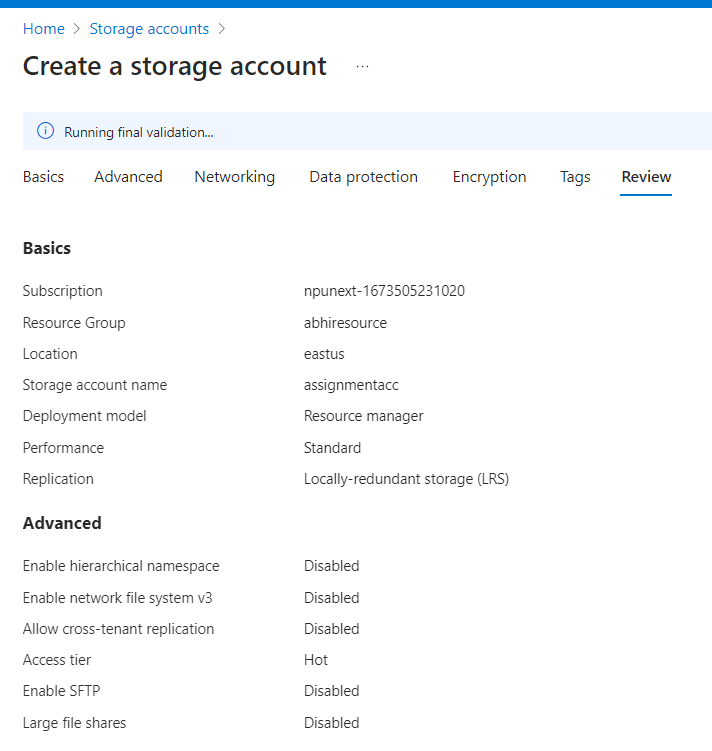 Home > Storage accounts >
Create a storage account ...
Running final validation...
Basics Advanced Networking Data protection Encryption Tags Review
Basics
Subscription npunext-1673505231020
Resource Group abhiresource
Location eastus
Storage account name assignmentacc
Deployment model Resource manager
Performance Standard
Replication Locally-redundant storage (LRS)
Advanced
Enable hierarchical namespace Disabled
Enable network file system v3 Disabled
Allow cross-tenant replication Disabled
Access tier Hot
Enable SFTP Disabled
Large file shares Disabled